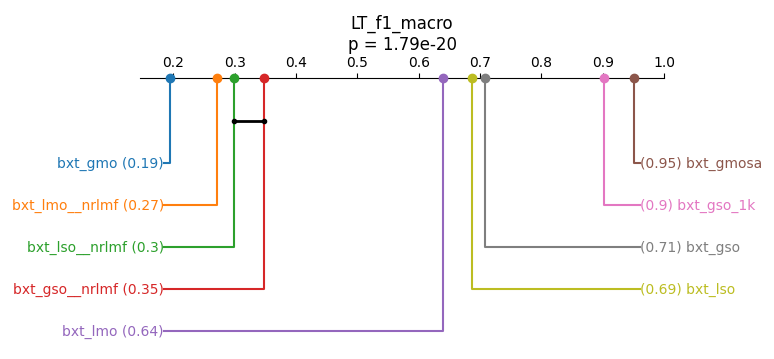 LT_f1_macro
p = 1.79e-20
0.2 0.3 0.4 0.5 0.6 0.7 0.8 0.9 1.0
bxt_gmo (0.19) (0.95) bxt_gmosa
bxt_lmo__nrlmf (0.27) (0.9) bxt_gso_1k
bxt_lso__nrlmf (0.3) (0.71) bxt_gso
bxt_gso__nrlmf (0.35) (0.69) bxt_lso
bxt_lmo (0.64)